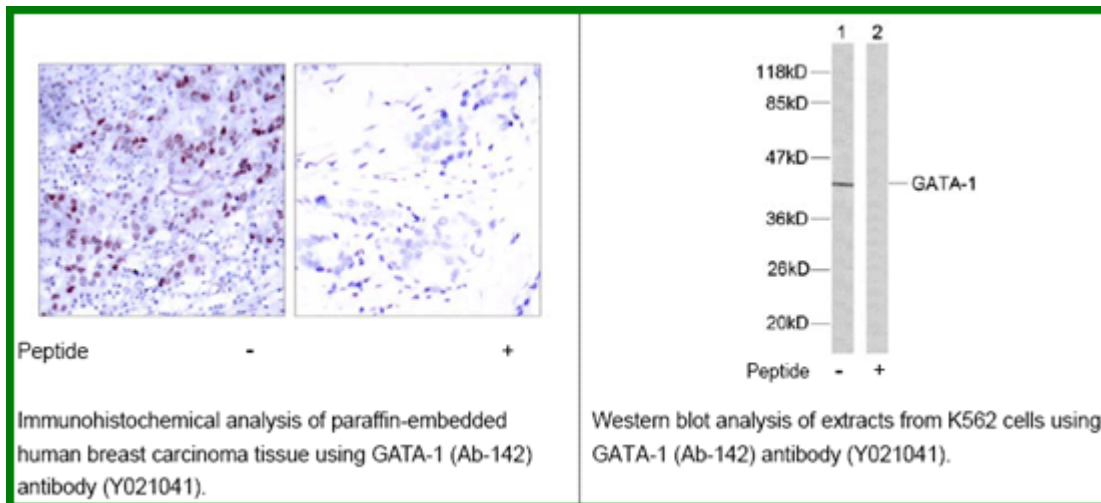 Peptide - +
Immunohistochemical analysis of paraffin-embedded
human breast carcinoma tissue using GATA-1 (Ab-142)
antibody (Y021041).
1 2
118kD
85kD
47kD
GATA-1
36kD
26kD
20kD
Peptide - +
Western blot analysis of extracts from K562 cells using
GATA-1 (Ab-142) antibody (Y021041).